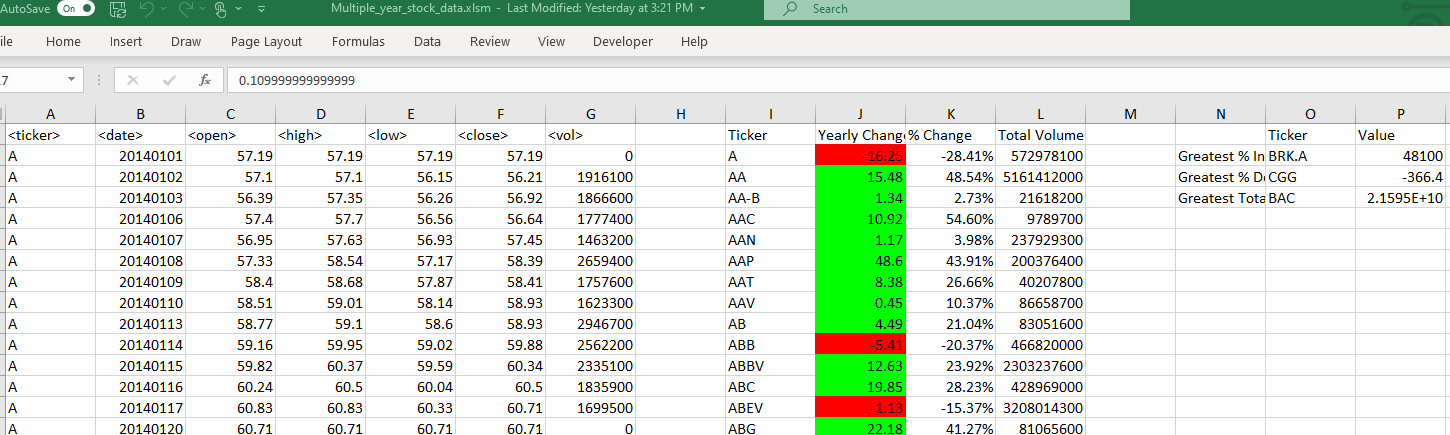 AutoSave On Multiple_year_stock_data.xlsm - Last Modified: Yesterday at 3:21 PM Search
ile Home Insert Draw Page Layout Formulas Data Review View Developer Help
.7 fx 0.109999999999999
A B C D E F G H I J K L M N O P
<ticker> <date> <open> <high> <low> <close> <vol> Ticker Yearly Chang % Change Total Volume Ticker Value
A 20140101 57.19 57.19 57.19 57.19 0 A -16.25 -28.41% 572978100 Greatest % In BRK.A 48100
A 20140102 57.1 57.1 56.15 56.21 1916100 AA 15.48 48.54% 5161412000 Greatest % De CGG -366.4
A 20140103 56.39 57.35 56.26 56.92 1866600 AA-B 1.34 2.73% 21618200 Greatest Tota BAC 2.1595E+10
A 20140106 57.4 57.7 56.56 56.64 1777400 AAC 10.92 54.60% 9789700
A 20140107 56.95 57.63 56.93 57.45 1463200 AAN 1.17 3.98% 237929300
A 20140108 57.33 58.54 57.17 58.39 2659400 AAP 48.6 43.91% 200376400
A 20140109 58.4 58.68 57.87 58.41 1757600 AAT 8.38 26.66% 40207800
A 20140110 58.51 59.01 58.14 58.93 1623300 AAV 0.45 10.37% 86658700
A 20140113 58.77 59.1 58.6 58.93 2946700 AB 4.49 21.04% 83051600
A 20140114 59.16 59.95 59.02 59.88 2562200 ABB -5.41 -20.37% 466820000
A 20140115 59.82 60.37 59.59 60.34 2335100 ABBV 12.63 23.92% 2303237600
A 20140116 60.24 60.5 60.04 60.5 1835900 ABC 19.85 28.23% 428969000
A 20140117 60.83 60.83 60.33 60.71 1699500 ABEV -1.13 -15.37% 3208014300
A 20140120 60.71 60.71 60.71 60.71 0 ABG 22.18 41.27% 81065600